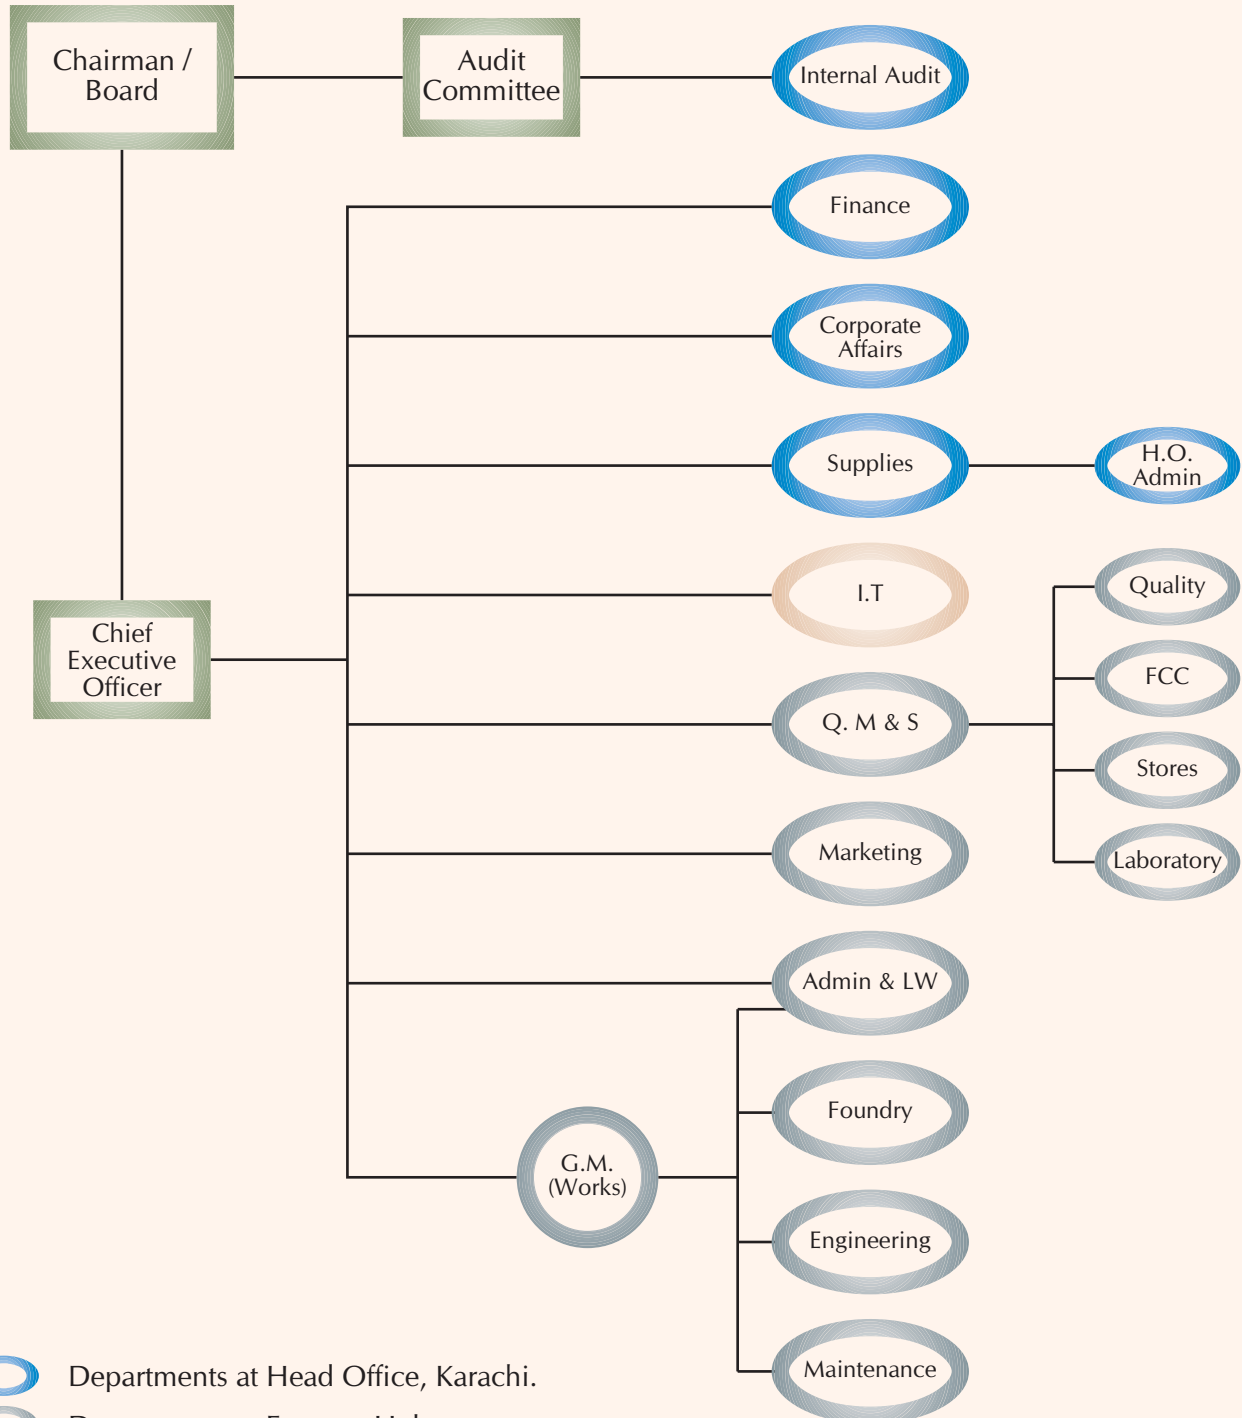 Chairman /
Board
Audit
Committee
Internal Audit
Finance
Corporate
Affairs
Supplies
H.O.
Admin
I.T
Quality
FCC
Chief
Executive
Officer
Q. M & S
Stores
Marketing
Laboratory
Admin & LW
Foundry
G.M.
(Works)
Engineering
Maintenance
Departments at Head Office, Karachi.